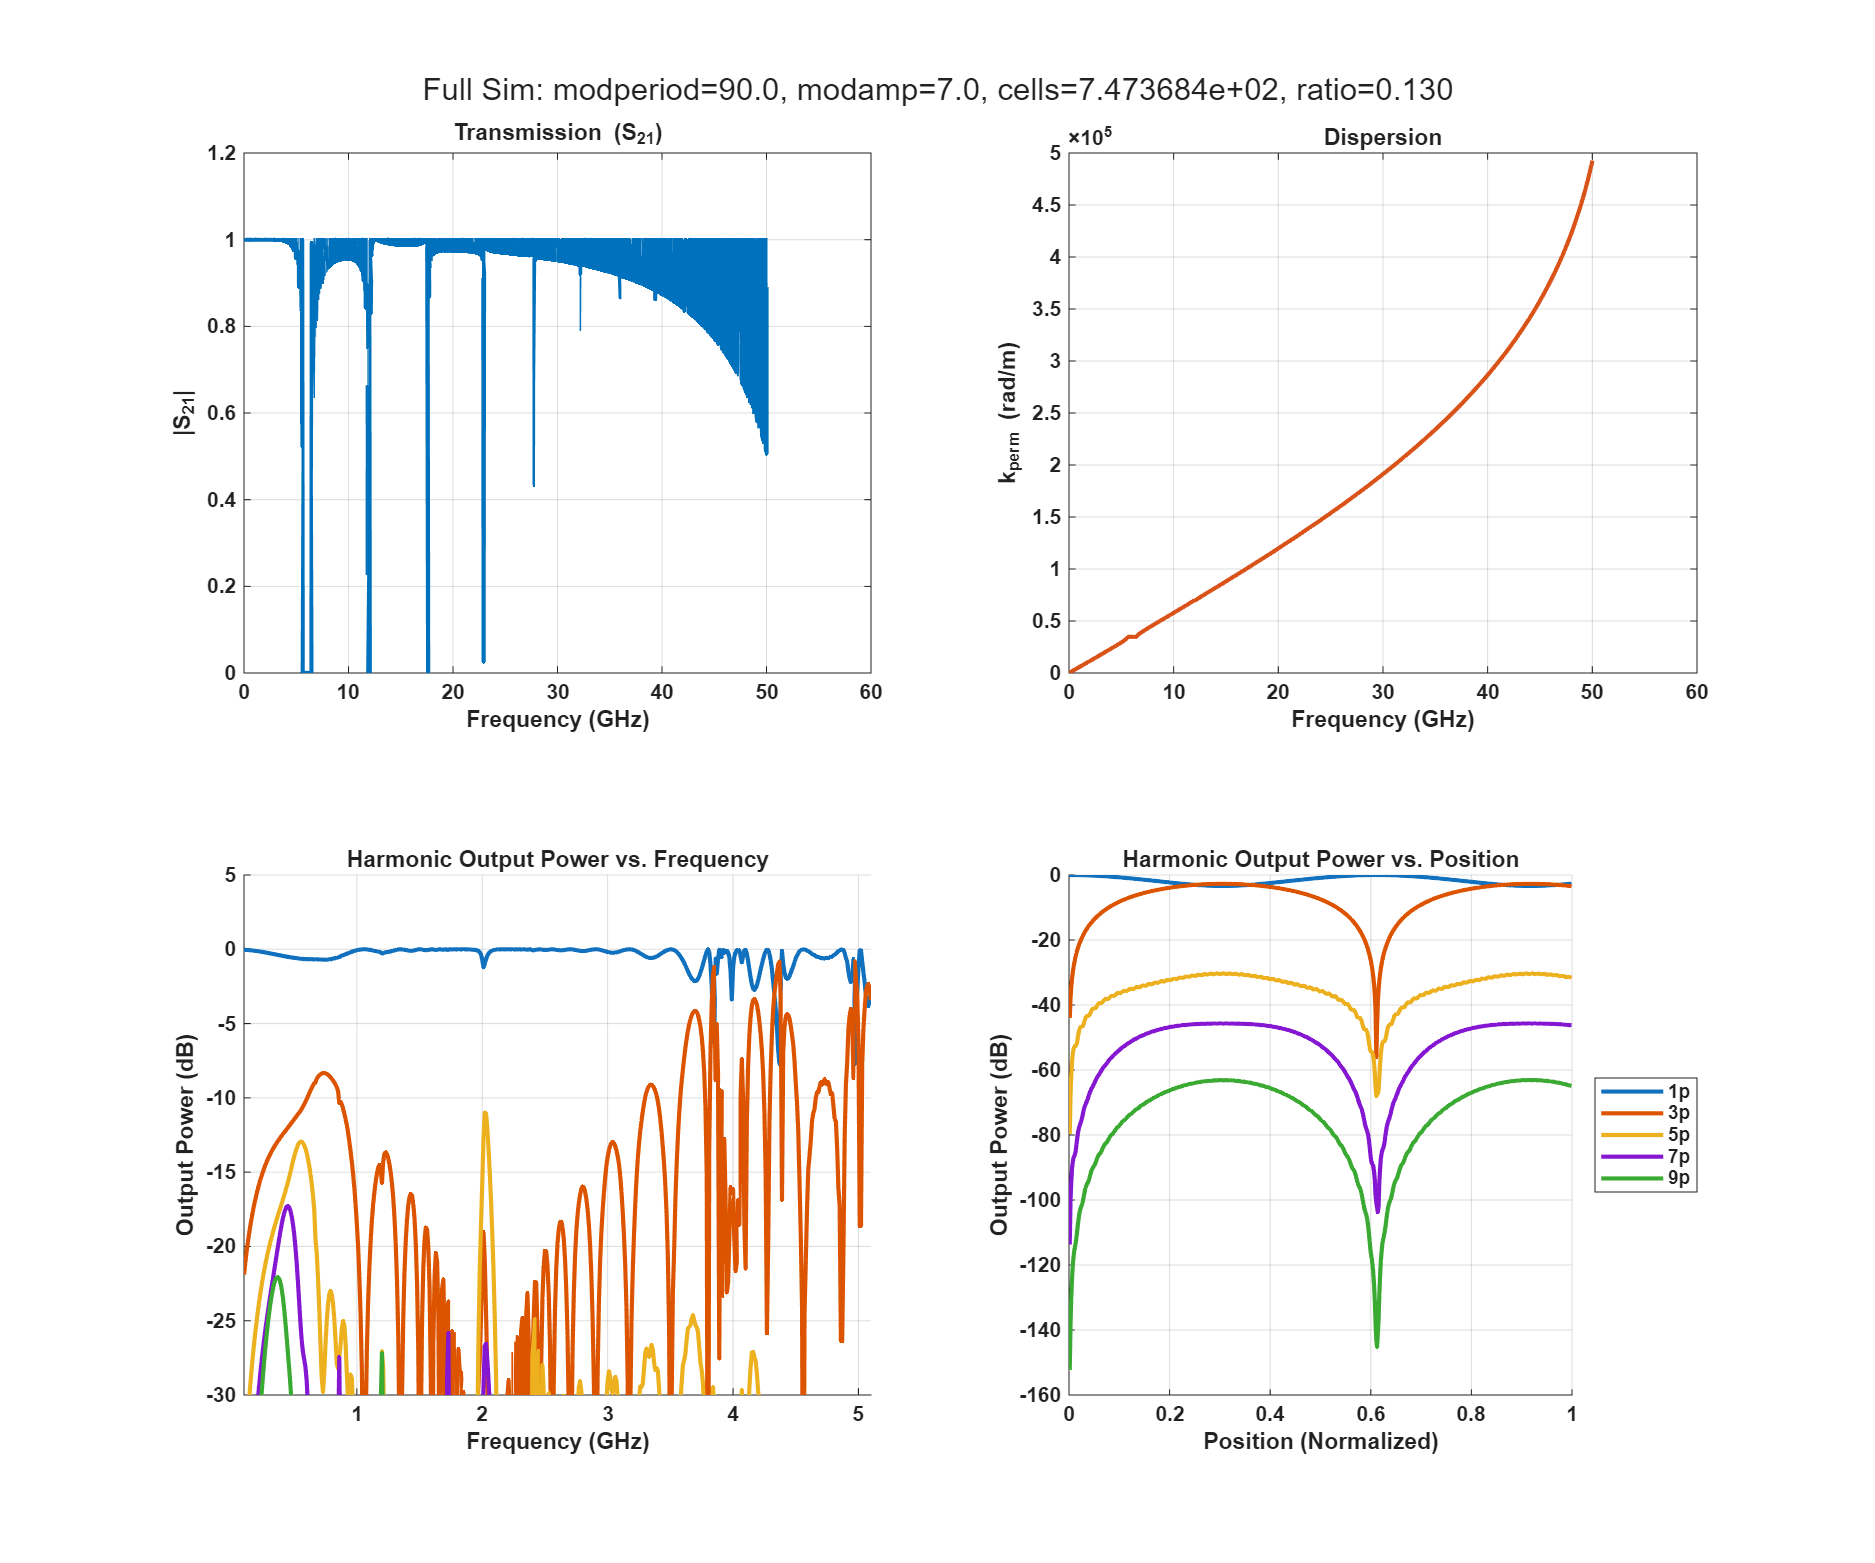 Full Sim: modperiod=90.0, modamp=7.0, cells=7.473684e+02, ratio=0.130
Transmission (S21)
1.2
1
0.8
0.6
0.4
0.2
0
|S21|
0 10 20 30 40 50 60
Frequency (GHz)
×10^5
Dispersion
5
4.5
4
3.5
3
2.5
2
1.5
1
0.5
0
kperm (rad/m)
0 10 20 30 40 50 60
Frequency (GHz)
Harmonic Output Power vs. Frequency
5
0
-5
-10
-15
-20
-25
-30
Output Power (dB)
1 2 3 4 5
Frequency (GHz)
Harmonic Output Power vs. Position
0
-20
-40
-60
-80
-100
-120
-140
-160
Output Power (dB)
0 0.2 0.4 0.6 0.8 1
Position (Normalized)
1p
3p
5p
7p
9p